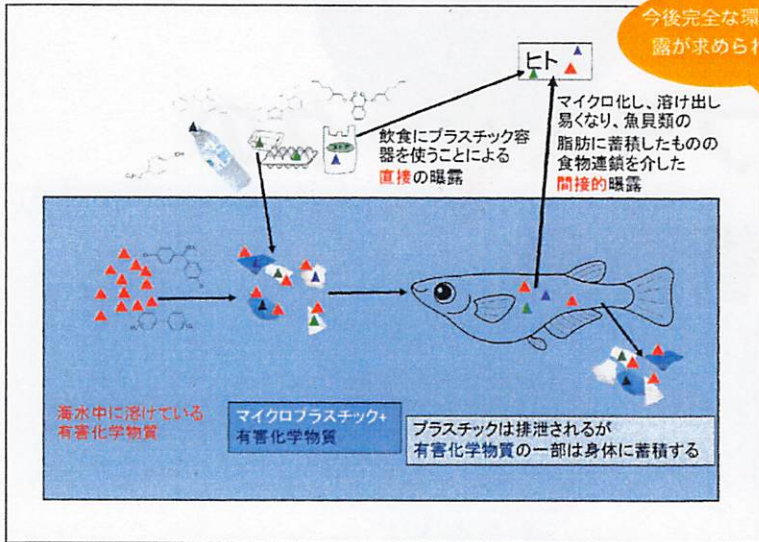 今後完全な環
露が求められ
ヒト
マイクロ化し、溶け出し
易くなり、魚貝類の
脂肪に蓄積したものの
食物連鎖を介した
間接的曝露
飲食にプラスチック容
器を使うことによる
直接の曝露
海水中に溶けている
有害化学物質
マイクロプラスチック+
有害化学物質
プラスチックは排泄されるが
有害化学物質の一部は身体に蓄積する